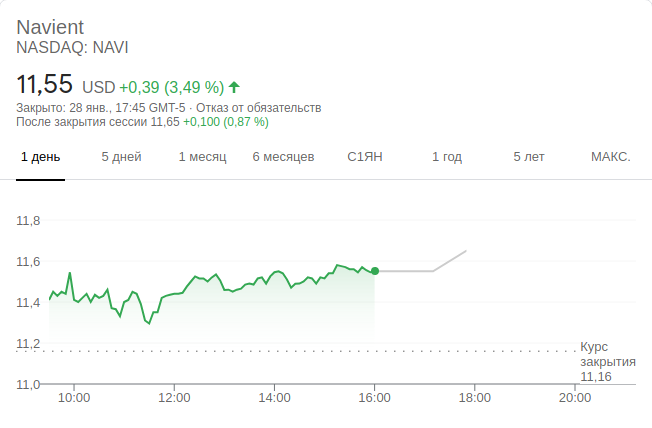 Navient
NASDAQ: NAVI
11,55 USD +0,39 (3,49 %)
Закрыто: 28 янв., 17:45 GMT-5 · Отказ от обязательств
После закрытия сессии 11,65 +0,100 (0,87 %)
1 день 5 дней 1 месяц 6 месяцев С1ЯН 1 год 5 лет МАКС.
11,8
11,6
11,4
11,2
Курс
закрытия
11,16
11,0
10:00 12:00 14:00 16:00 18:00 20:00